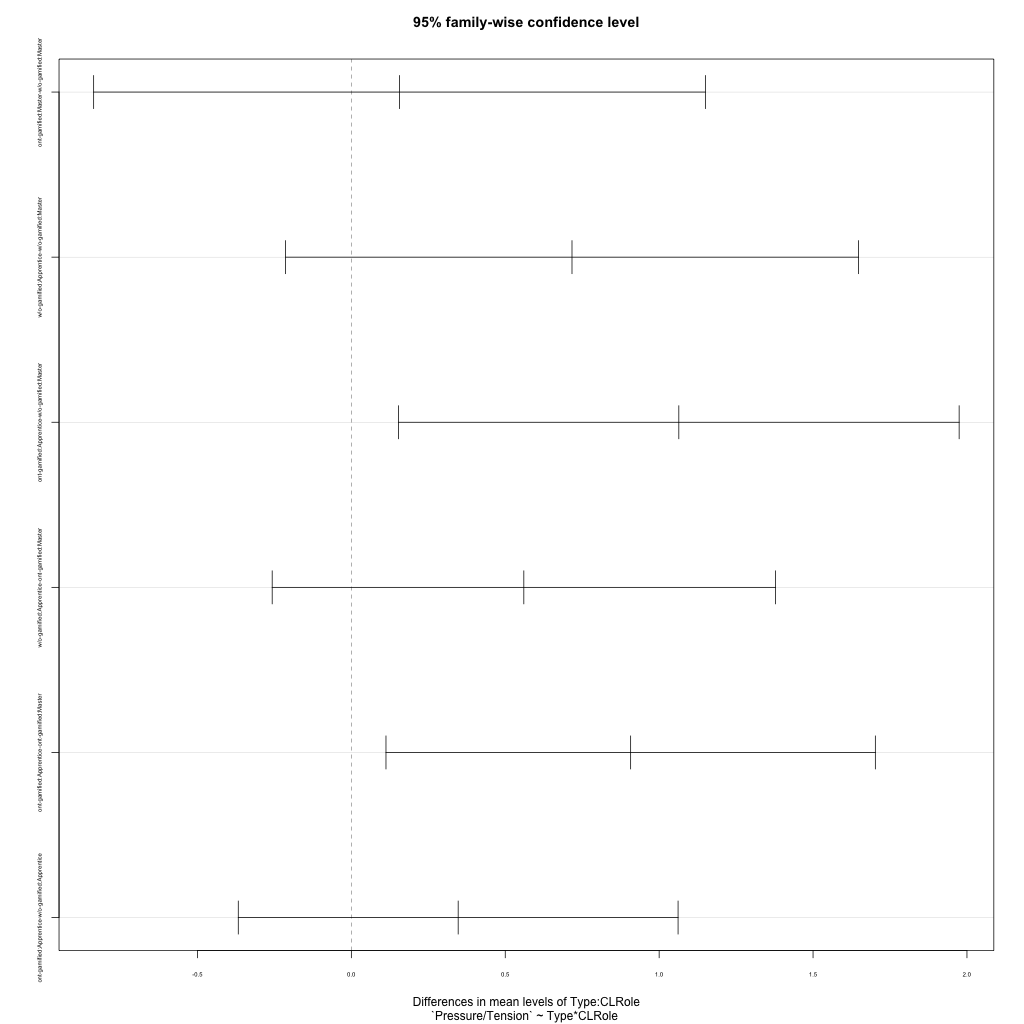 95% family-wise confidence level
ont-gamified:Master-w/o-gamified:Master
w/o-gamified:Apprentice-w/o-gamified:Master
ont-gamified:Apprentice-w/o-gamified:Master
w/o-gamified:Apprentice-ont-gamified:Master
ont-gamified:Apprentice-ont-gamified:Master
ont-gamified:Apprentice-w/o-gamified:Apprentice
-0.5 0.0 0.5 1.0 1.5 2.0
Differences in mean levels of Type:CLRole
`Pressure/Tension` ~ Type*CLRole